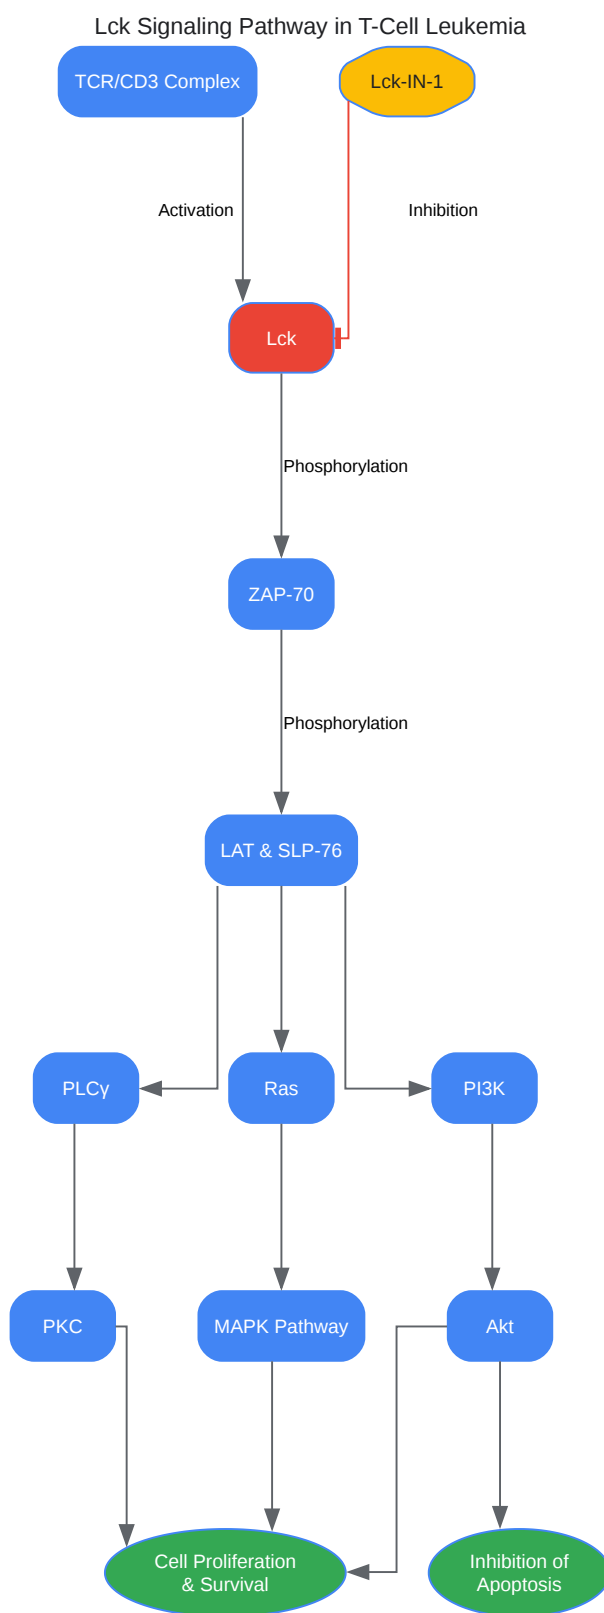 Lck Signaling Pathway in T-Cell Leukemia
TCR/CD3 Complex
Lck-IN-1
Activation
Inhibition
Lck
Phosphorylation
ZAP-70
Phosphorylation
LAT & SLP-76
PLCγ
Ras
PI3K
PKC
MAPK Pathway
Akt
Cell Proliferation
& Survival
Inhibition of
Apoptosis